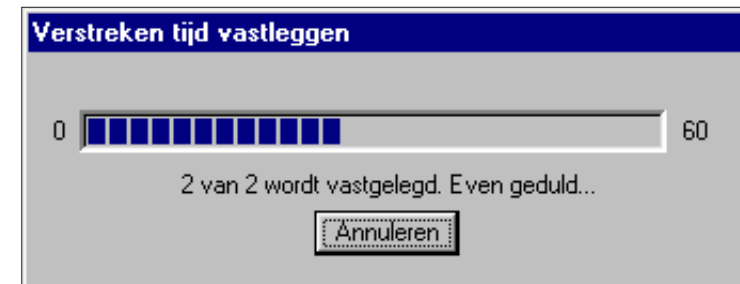 Verstreken tijd vastleggen
0 60
2 van 2 wordt vastgelegd. Even geduld...
Annuleren